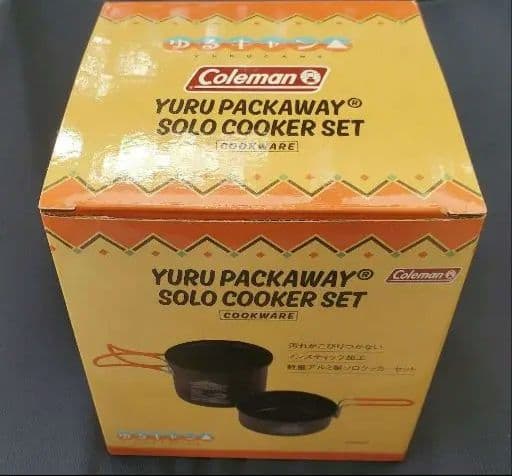 ゆるキャン△
YURUCAMP
Coleman
YURU PACKAWAY®
SOLO COOKER SET
COOKWARE
YURU PACKAWAY®
SOLO COOKER SET
COOKWARE
Coleman
汚れがこびりつかない
ノンスティック加工
軽量アルミ製ソロクッカーセット
ゆるキャン△